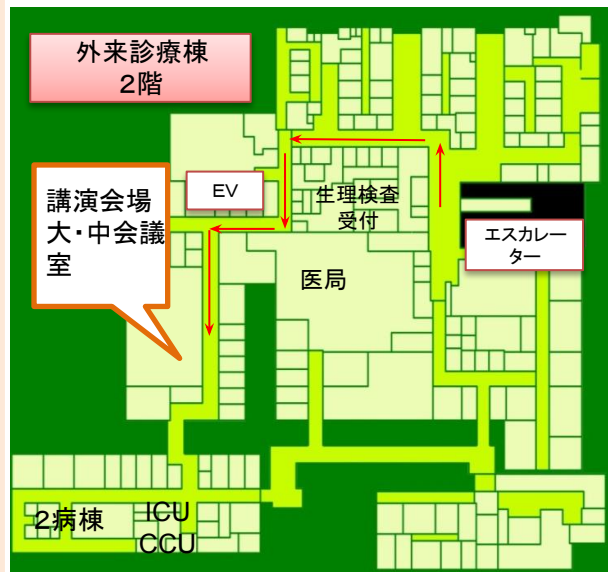 外来診療棟
２階
講演会場
大・中会議
室
ＥＶ
生理検査
受付
エスカレー
ター
医局
２病棟
ICU
CCU